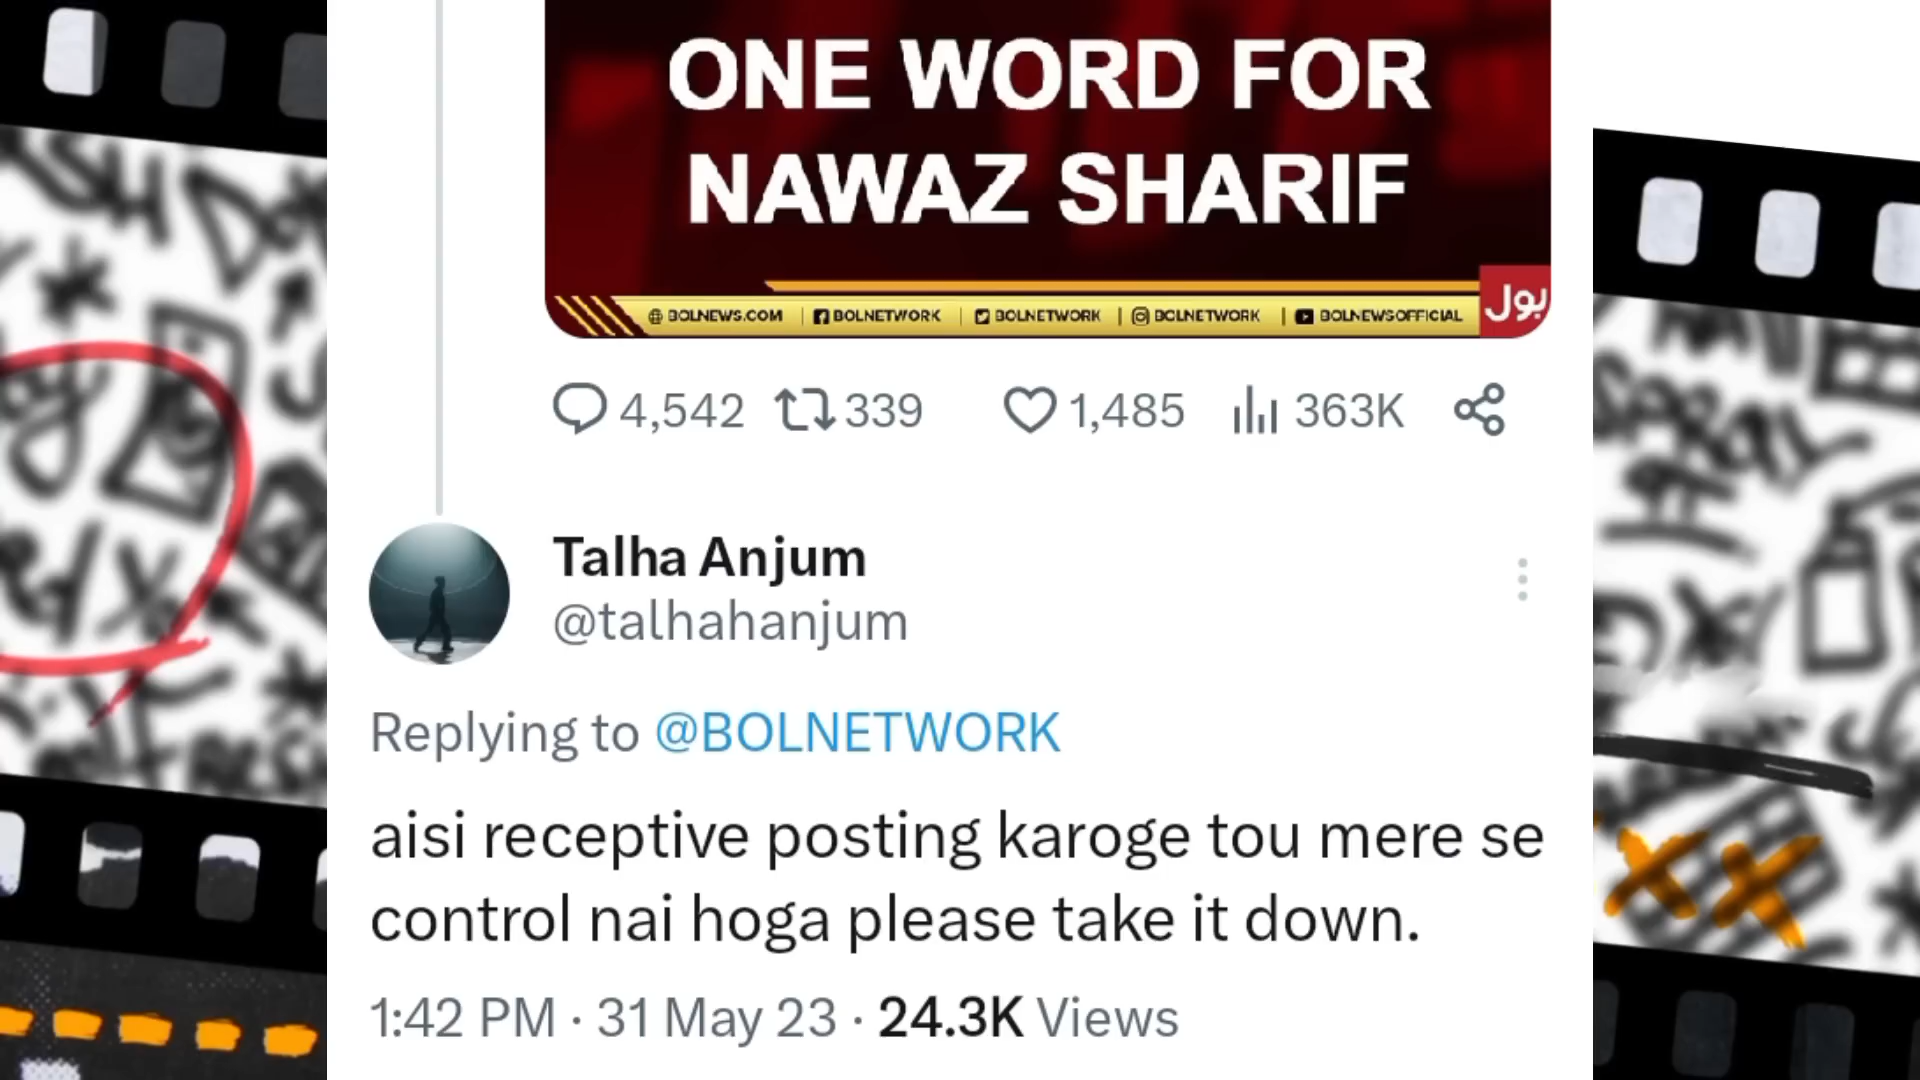 ONE WORD FOR
NAWAZ SHARIF
BOLNEWS.COM | BOLNETWORK | BOLNETWORK | BOLNETWORK | BOLNEWSOFFICIAL
بول
4,542 339 1,485 363K
Talha Anjum
@talhahanjum
Replying to @BOLNETWORK
aisi receptive posting karoge tou mere se
control nai hoga please take it down.
1:42 PM · 31 May 23 · 24.3K Views